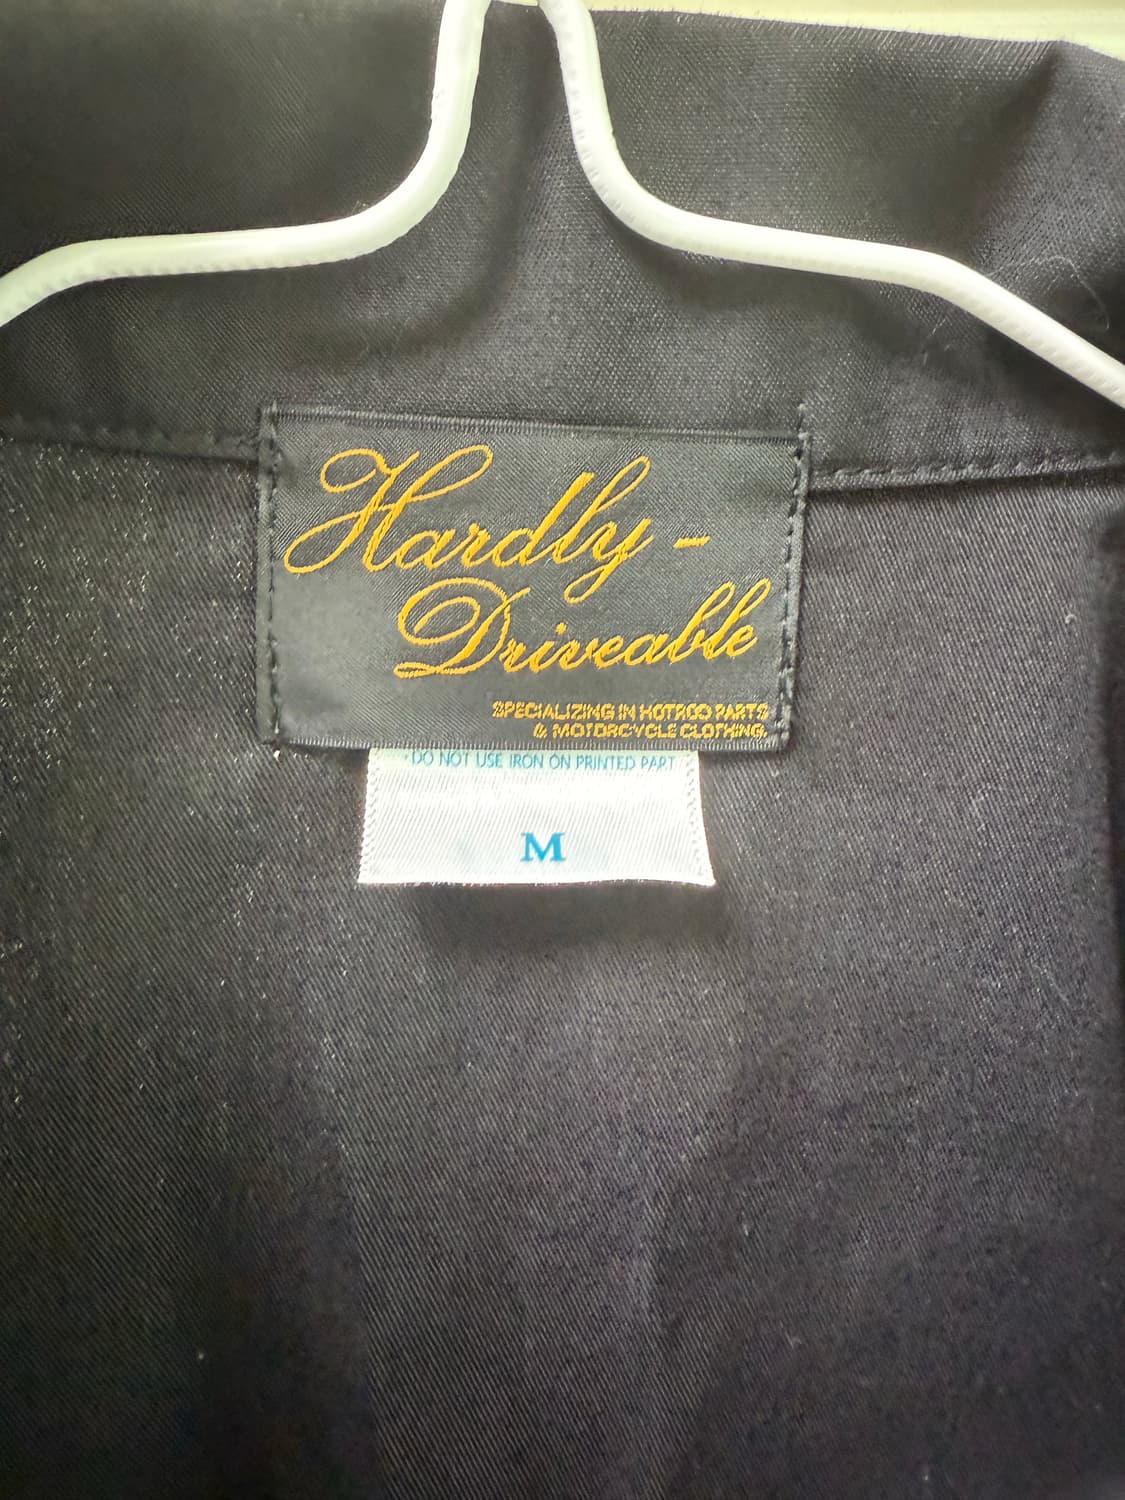 Hardly -
Driveable
SPECIALIZING IN HOTROD PARTS
& MOTORCYCLE CLOTHING.
· DO NOT USE IRON ON PRINTED PART
M